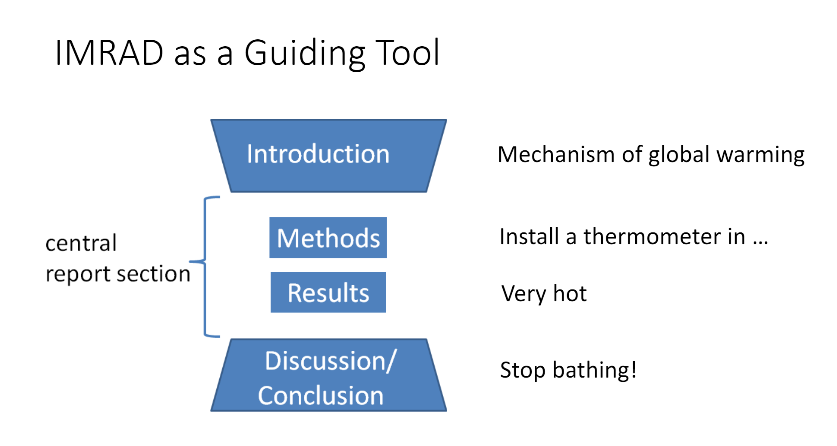 IMRAD as a Guiding Tool
Introduction
Mechanism of global warming
central
report section
Methods
Install a thermometer in ...
Results
Very hot
Discussion/
Conclusion
Stop bathing!